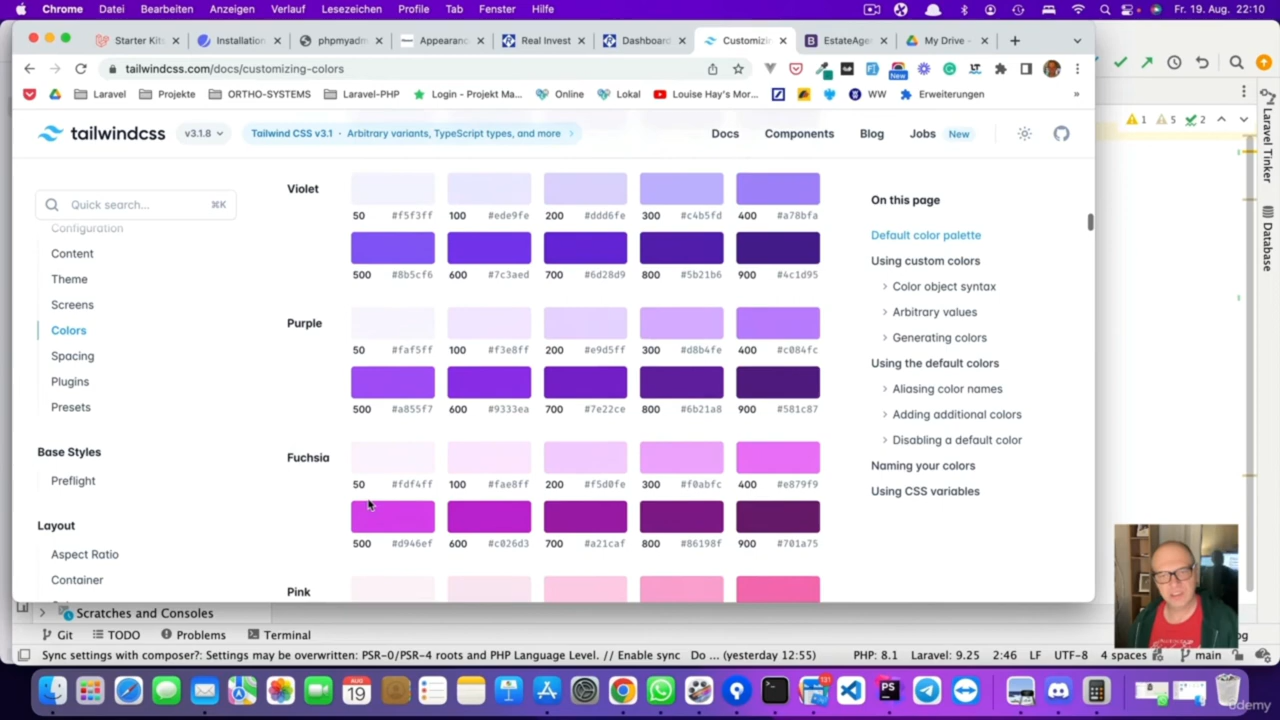 Chrome Datei Bearbeiten Anzeigen Verlauf Lesezeichen Profile Tab Fenster Hilfe Fr. 19. Aug. 22:10
Starter Kit Installation phpmyadm Appearanc Real Invest Dashboard Customizin EstateAge My Drive –
tailwindcss.com/docs/customizing-colors
New
Laravel Projekte ORTHO-SYSTEMS Laravel-PHP Login - Projekt Ma... Online Lokal Louise Hay's Mor... WW Erweiterungen »
tailwindcss v3.1.8 Tailwind CSS v3.1 • Arbitrary variants, TypeScript types, and more Docs Components Blog Jobs New
1 5 2
Laravel Tinker
Database
Quick search... ⌘K
Configuration
Content
Theme
Screens
Colors
Spacing
Plugins
Presets
Base Styles
Preflight
Layout
Aspect Ratio
Container
Violet
50 #f5f3ff 100 #ede9fe 200 #ddd6fe 300 #c4b5fd 400 #a78bfa
500 #8b5cf6 600 #7c3aed 700 #6d28d9 800 #5b21b6 900 #4c1d95
Purple
50 #faf5ff 100 #f3e8ff 200 #e9d5ff 300 #d8b4fe 400 #c084fc
500 #a855f7 600 #9333ea 700 #7e22ce 800 #6b21a8 900 #581c87
Fuchsia
50 #fdf4ff 100 #fae8ff 200 #f5d0fe 300 #f0abfc 400 #e879f9
500 #d946ef 600 #c026d3 700 #a21caf 800 #86198f 900 #701a75
Pink
On this page
Default color palette
Using custom colors
Color object syntax
Arbitrary values
Generating colors
Using the default colors
Aliasing color names
Adding additional colors
Disabling a default color
Naming your colors
Using CSS variables
Scratches and Consoles
Git TODO Problems Terminal og
Sync settings with composer?: Settings may be overwritten: PSR-0/PSR-4 roots and PHP Language Level. // Enable sync Do ... (yesterday 12:55) PHP: 8.1 Laravel: 9.25 2:46 LF UTF-8 4 spaces main
AUG
19
PS
131
udemy